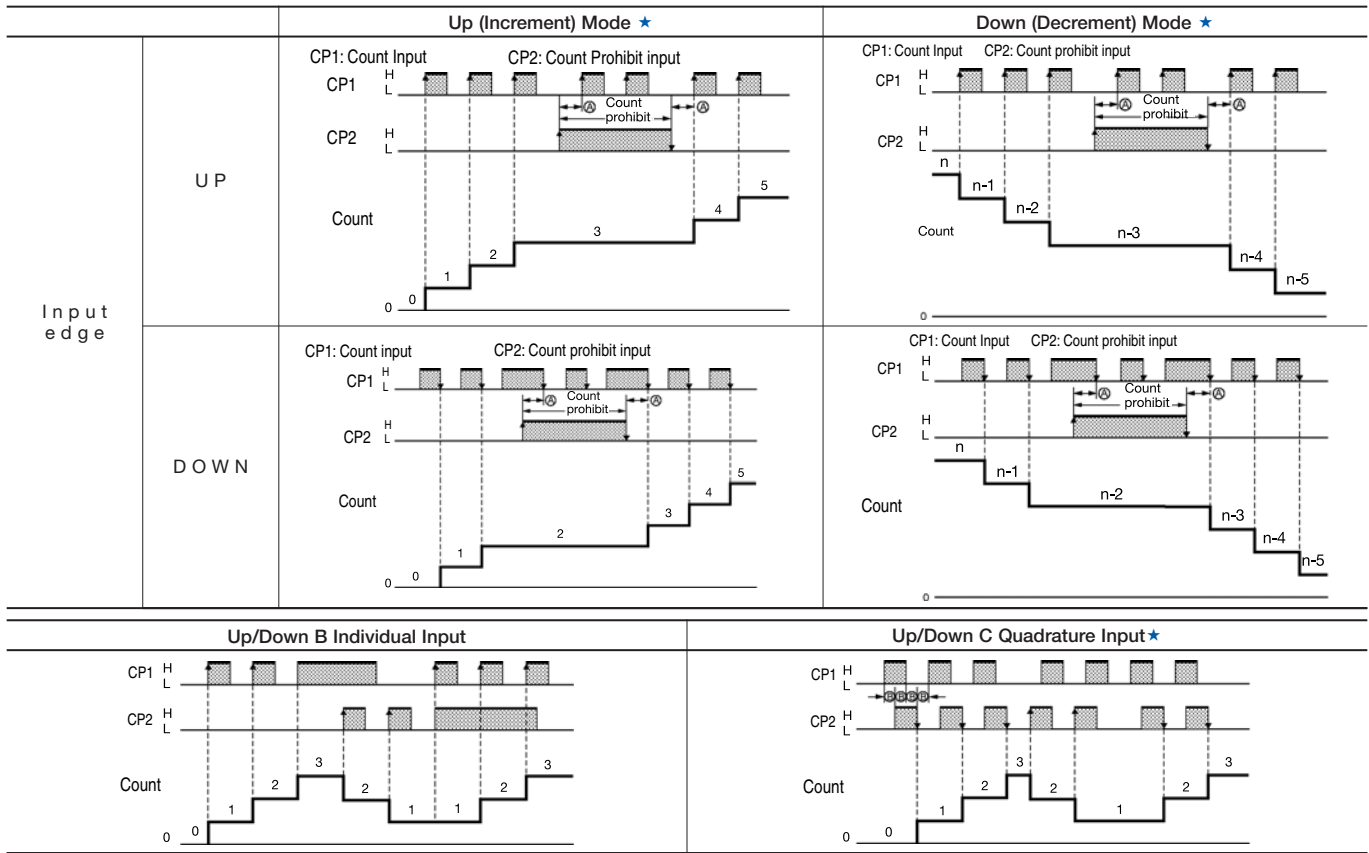 Up (Increment) Mode ★
Down (Decrement) Mode ★
Input edge
UP
CP1: Count Input CP2: Count Prohibit input
CP1 H L
Ⓐ Count prohibit Ⓐ
CP2 H L
Count
0 0 1 2 3 4 5
CP1: Count Input CP2: Count prohibit input
CP1 H L
Ⓐ Count prohibit Ⓐ
CP2 H L
Count
n n-1 n-2 n-3 n-4 n-5
0
DOWN
CP1: Count input CP2: Count prohibit input
CP1 H L
Ⓐ Count prohibit Ⓐ
CP2 H L
Count
0 0 1 2 3 4 5
CP1: Count Input CP2: Count prohibit input
CP1 H L
Ⓐ Count prohibit Ⓐ
CP2 H L
Count
n n-1 n-2 n-3 n-4 n-5
0
Up/Down B Individual Input
CP1 H L
CP2 H L
Count
0 0 1 2 3 2 1 1 2 3
Up/Down C Quadrature Input★
CP1 H L
Ⓑ Ⓑ Ⓑ Ⓑ
CP2 H L
Count
0 0 1 2 3 2 1 2 3